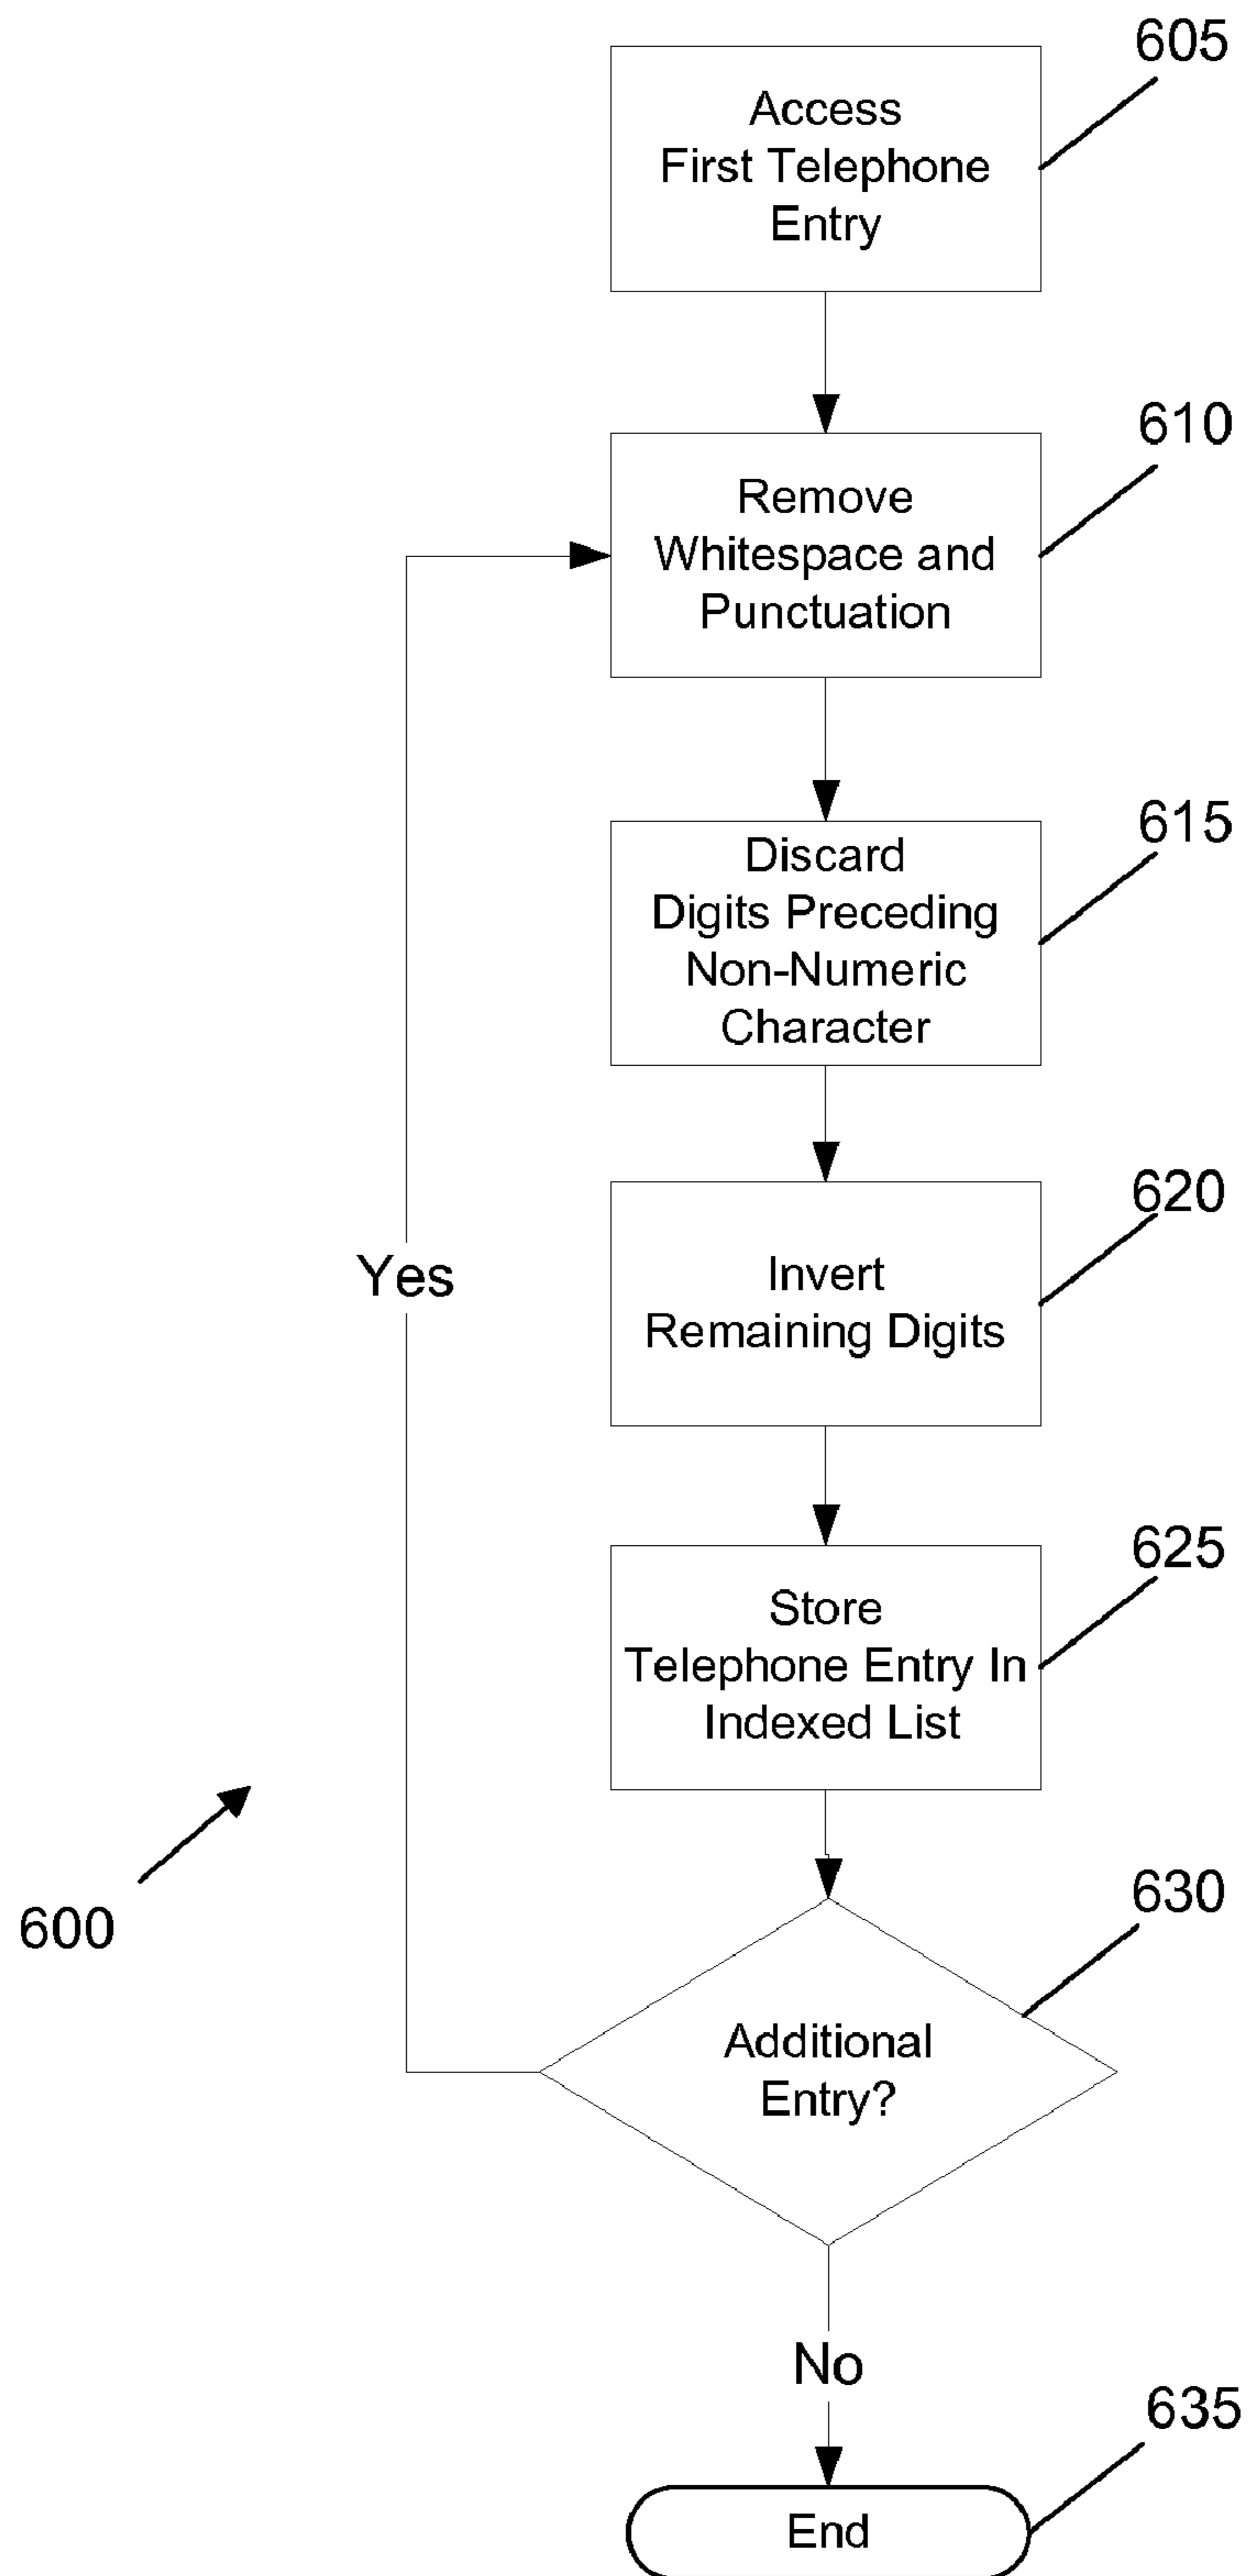 605
Access
First Telephone
Entry
610
Remove
Whitespace and
Punctuation
615
Discard
Digits Preceding
Non-Numeric
Character
620
Invert
Remaining Digits
Yes
625
Store
Telephone Entry In
Indexed List
600
630
Additional
Entry?
No
635
End